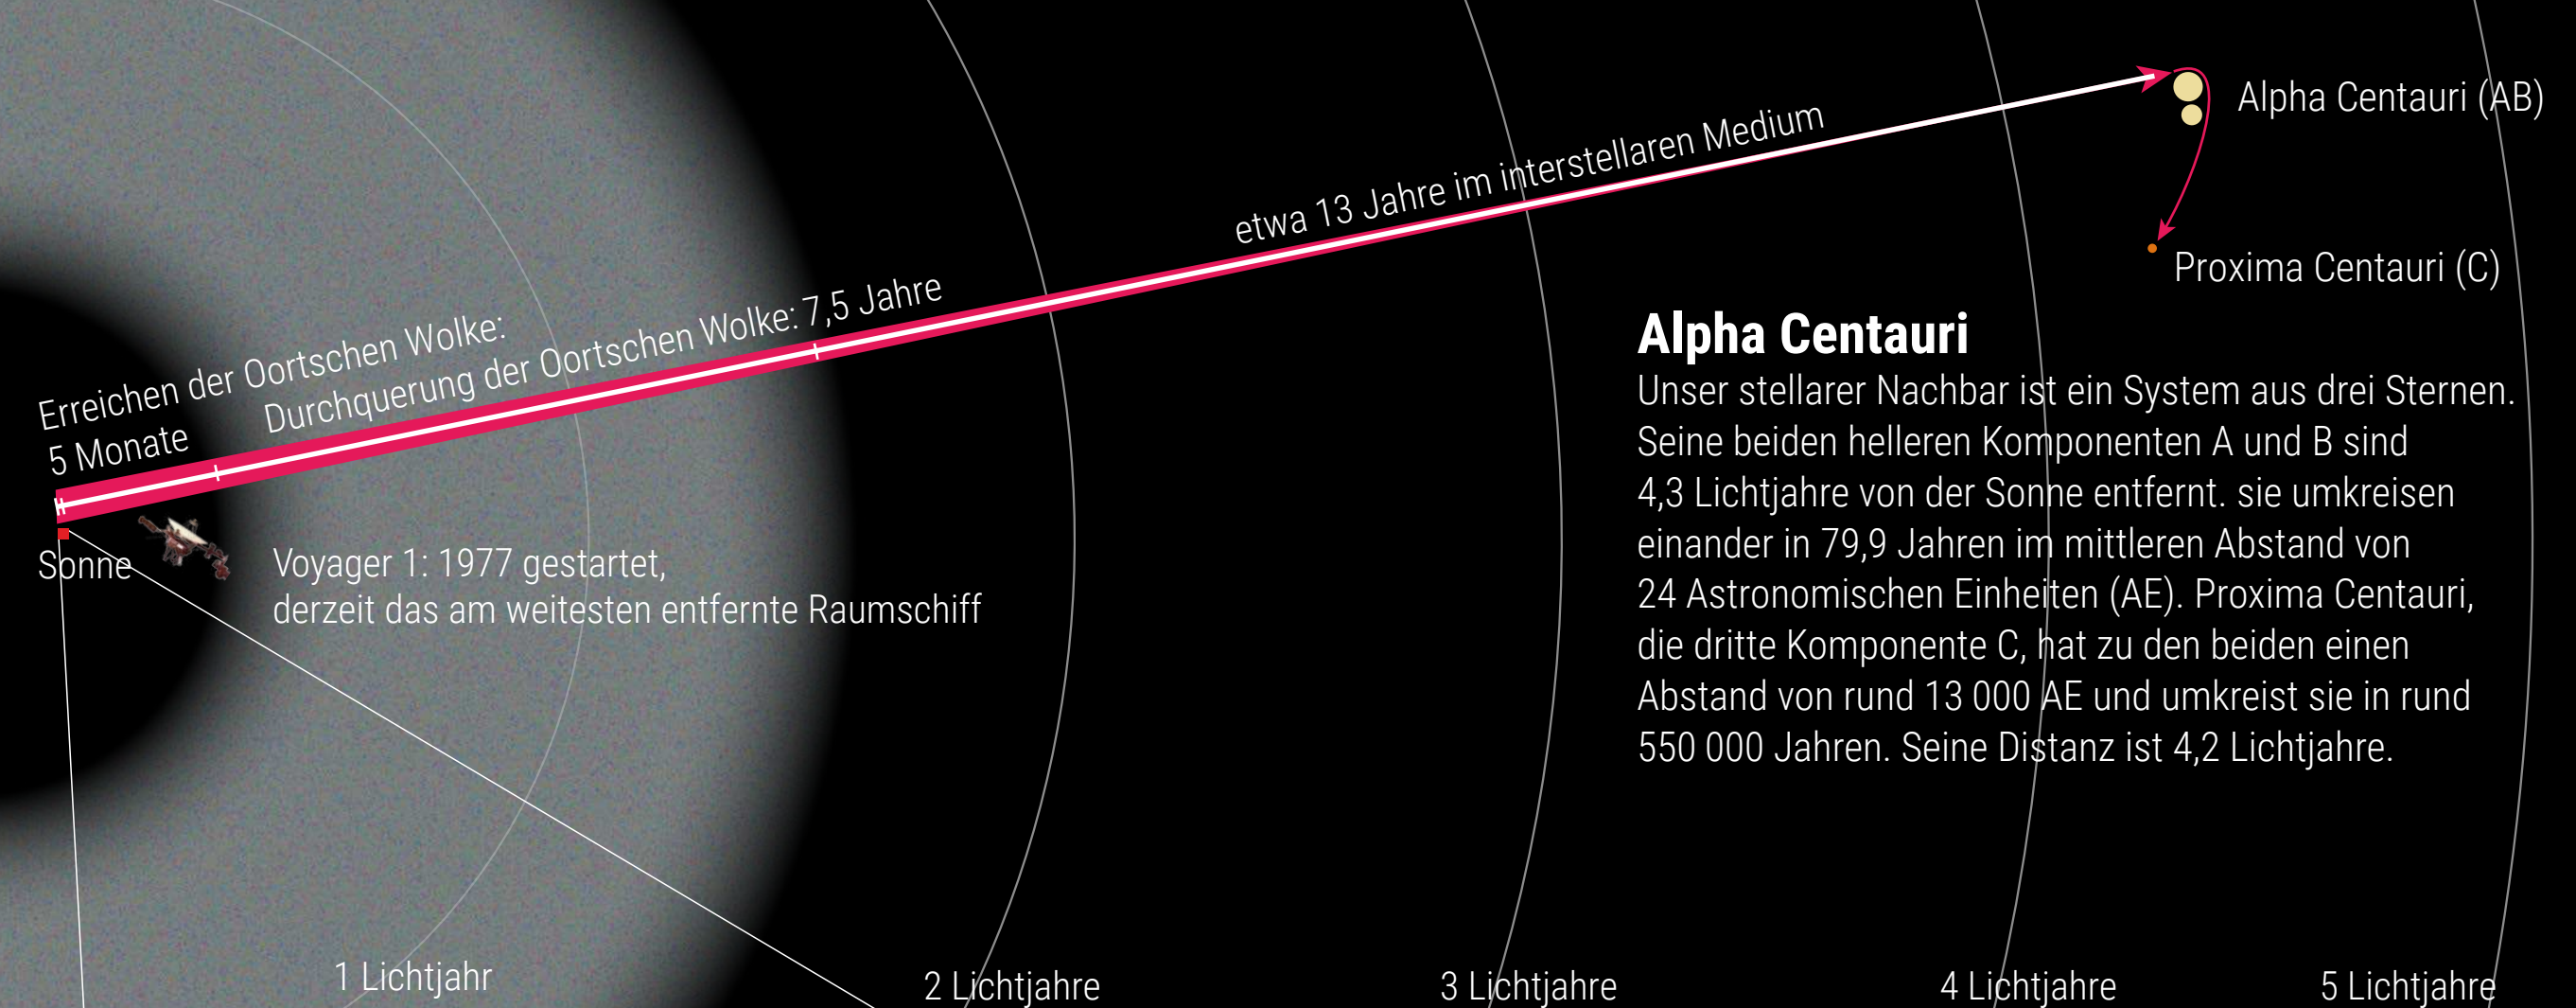 Alpha Centauri (AB)
etwa 13 Jahre im interstellaren Medium
Proxima Centauri (C)
Erreichen der Oortschen Wolke:
5 Monate
Durchquerung der Oortschen Wolke: 7,5 Jahre
Sonne
Voyager 1: 1977 gestartet,
derzeit das am weitesten entfernte Raumschiff
Alpha Centauri
Unser stellarer Nachbar ist ein System aus drei Sternen.
Seine beiden helleren Komponenten A und B sind
4,3 Lichtjahre von der Sonne entfernt. sie umkreisen
einander in 79,9 Jahren im mittleren Abstand von
24 Astronomischen Einheiten (AE). Proxima Centauri,
die dritte Komponente C, hat zu den beiden einen
Abstand von rund 13 000 AE und umkreist sie in rund
550 000 Jahren. Seine Distanz ist 4,2 Lichtjahre.
1 Lichtjahr
2 Lichtjahre
3 Lichtjahre
4 Lichtjahre
5 Lichtjahre